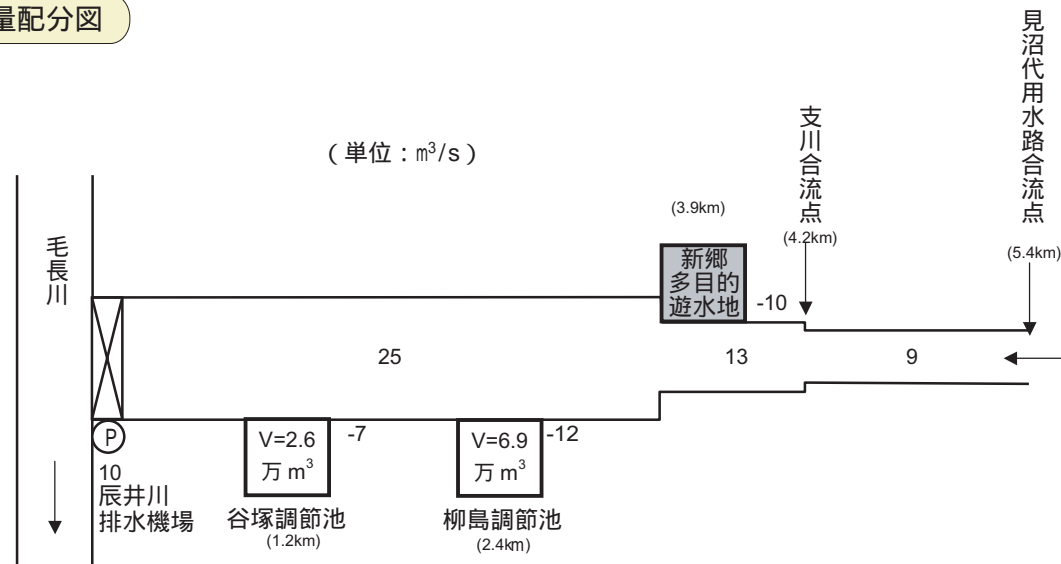 量配分図
（単位：m³/s）
見沼代用水路合流点
(5.4km)
支川合流点
(4.2km)
(3.9km)
新郷
多目的
遊水地
-10
毛長川
25
13
9
P
10
辰井川
排水機場
V=2.6
万 m³
-7
谷塚調節池
(1.2km)
V=6.9
万 m³
-12
柳島調節池
(2.4km)